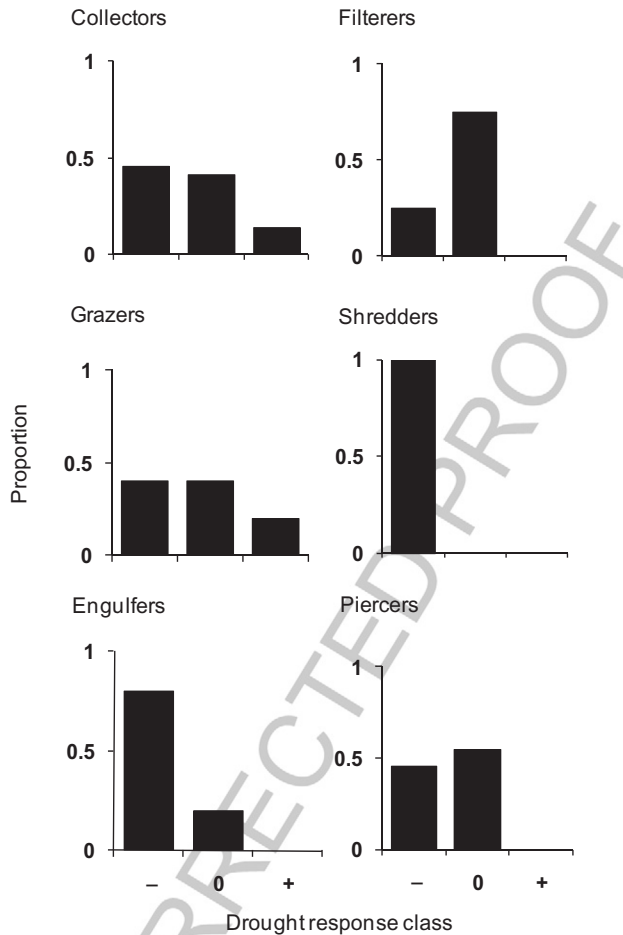 Collectors
1
0.5
0
Filterers
1
0.5
0
Grazers
1
0.5
0
Shredders
1
0.5
0
Engulfers
1
0.5
0
– 0 +
Piercers
1
0.5
0
– 0 +
Proportion
Drought response class
RRECTED PROOF